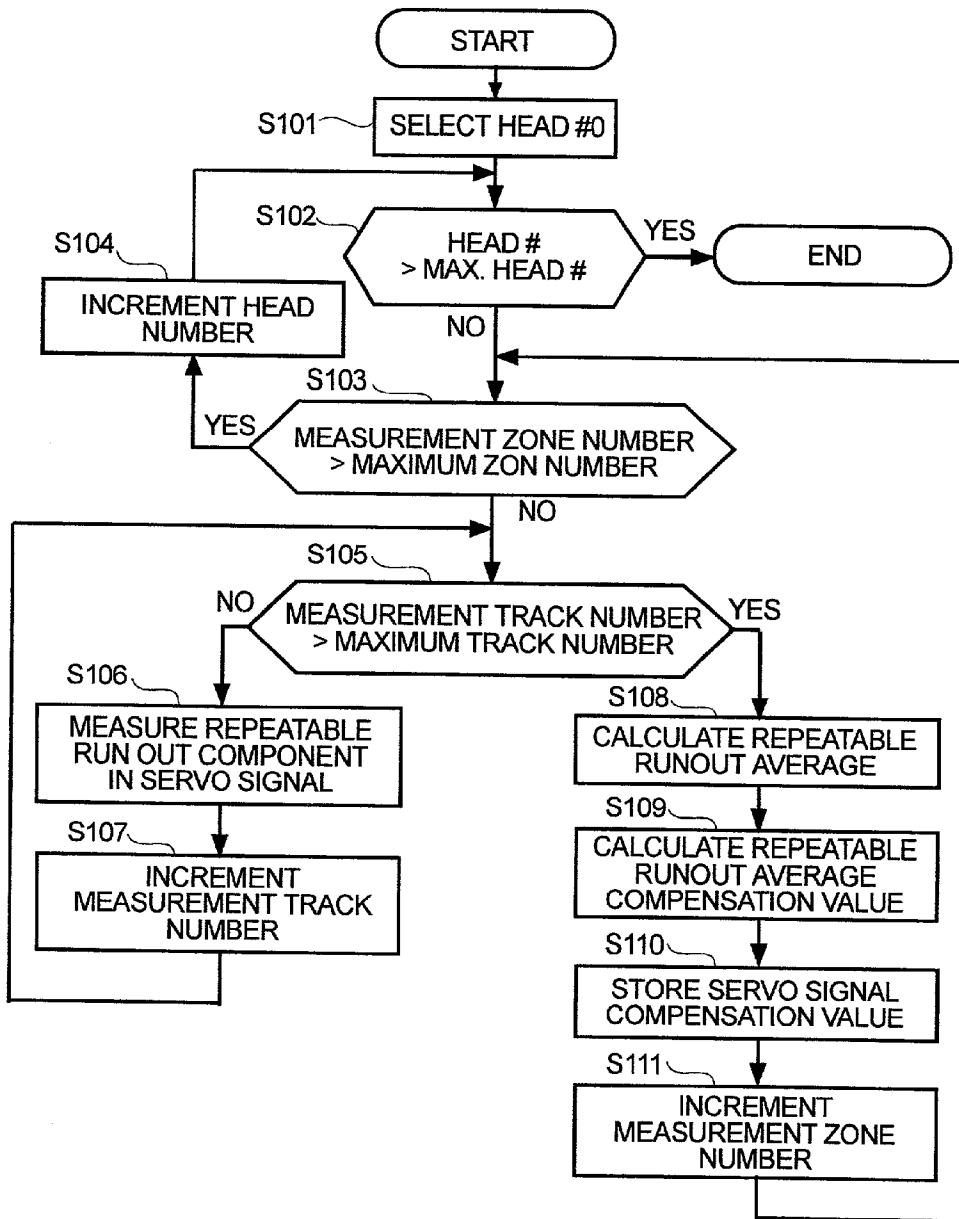 START
S101
SELECT HEAD #0
S102
HEAD #
> MAX. HEAD #
YES
END
S104
INCREMENT HEAD
NUMBER
NO
S103
YES
MEASUREMENT ZONE NUMBER
> MAXIMUM ZON NUMBER
NO
S105
NO
MEASUREMENT TRACK NUMBER
> MAXIMUM TRACK NUMBER
YES
S106
MEASURE REPEATABLE
RUN OUT COMPONENT
IN SERVO SIGNAL
S107
INCREMENT
MEASUREMENT TRACK
NUMBER
S108
CALCULATE REPEATABLE
RUNOUT AVERAGE
S109
CALCULATE REPEATABLE
RUNOUT AVERAGE
COMPENSATION VALUE
S110
STORE SERVO SIGNAL
COMPENSATION VALUE
S111
INCREMENT
MEASUREMENT ZONE
NUMBER